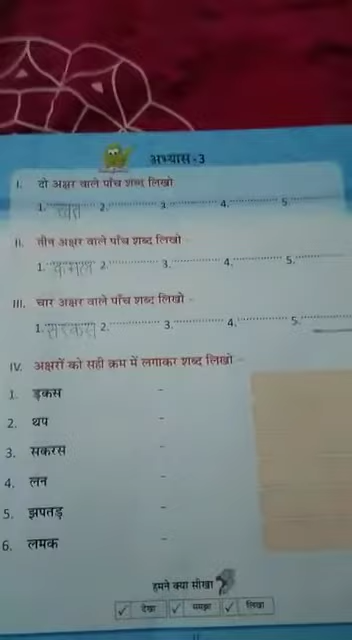 अभ्यास-3
I. दो अक्षर वाले पाँच शब्द लिखो
1. खत 2. 3. 4. 5.
II. तीन अक्षर वाले पाँच शब्द लिखो -
1. कमल 2. 3. 4. 5.
III. चार अक्षर वाले पाँच शब्द लिखो -
1. सरकस 2. 3. 4. 5.
IV. अक्षरों को सही क्रम में लगाकर शब्द लिखो -
1. ड़कस -
2. थप -
3. सकरस -
4. लन -
5. झपतड़ -
6. लमक -
हमने क्या सीखा
✓ देखा ✓ समझा ✓ लिखा